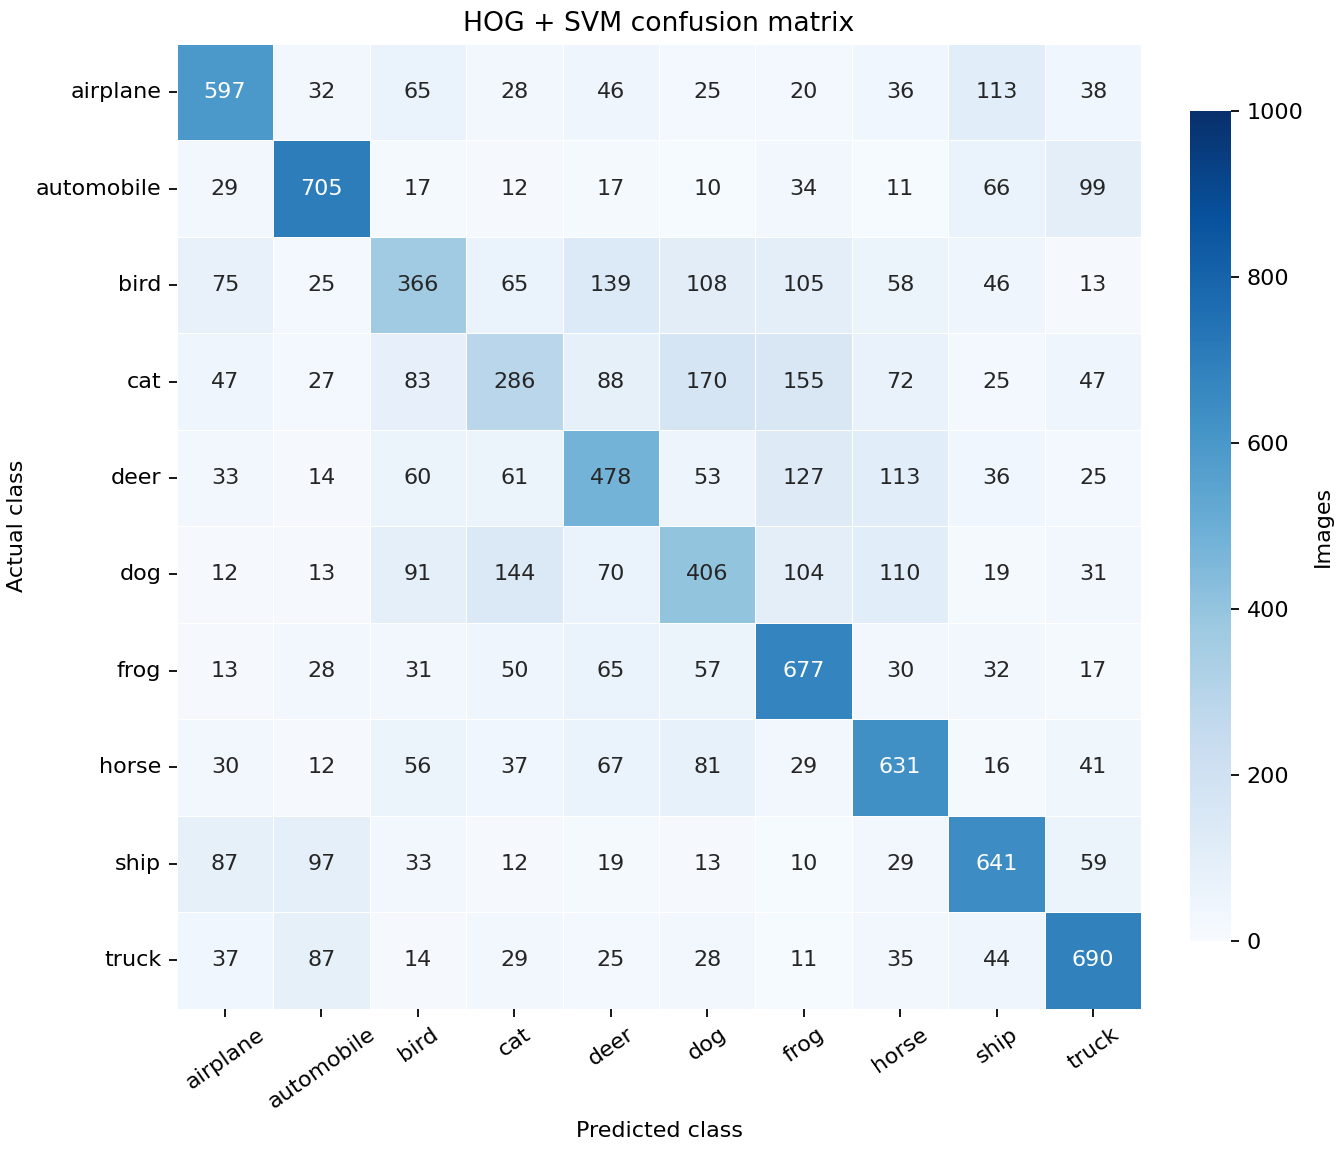 HOG + SVM confusion matrix
airplane 597 32 65 28 46 25 20 36 113 38
automobile 29 705 17 12 17 10 34 11 66 99
bird 75 25 366 65 139 108 105 58 46 13
cat 47 27 83 286 88 170 155 72 25 47
deer 33 14 60 61 478 53 127 113 36 25
dog 12 13 91 144 70 406 104 110 19 31
frog 13 28 31 50 65 57 677 30 32 17
horse 30 12 56 37 67 81 29 631 16 41
ship 87 97 33 12 19 13 10 29 641 59
truck 37 87 14 29 25 28 11 35 44 690
airplane automobile bird cat deer dog frog horse ship truck
Predicted class
Actual class
1000
800
600
400
200
0
Images